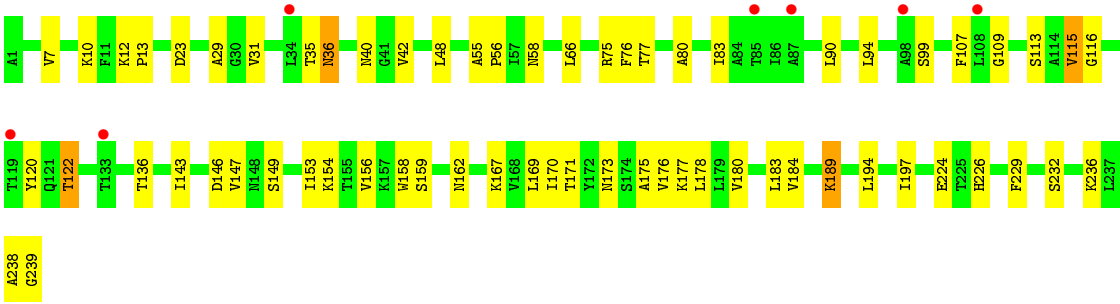 A1 V7 K10 F11 K12 P13 D23 A29 G30 V31 L34 T35 N36 N40 G41 V42 L48 A55 P56 I57 N58 L66 R75 F76 T77 A80 I83 A84 T85 I86 A87 L90 L94 A98 S99 F107 L108 G109 S113 A114 V115 G116
T119 Y120 Q121 T122 T133 T136 I143 D146 V147 N148 S149 I153 K154 T155 V156 K157 W158 S159 N162 K167 V168 L169 I170 T171 Y172 N173 S174 A175 V176 K177 L178 L179 V180 L183 V184 K189 L194 I197 E224 T225 H226 F229 S232 K236 L237
A238 G239